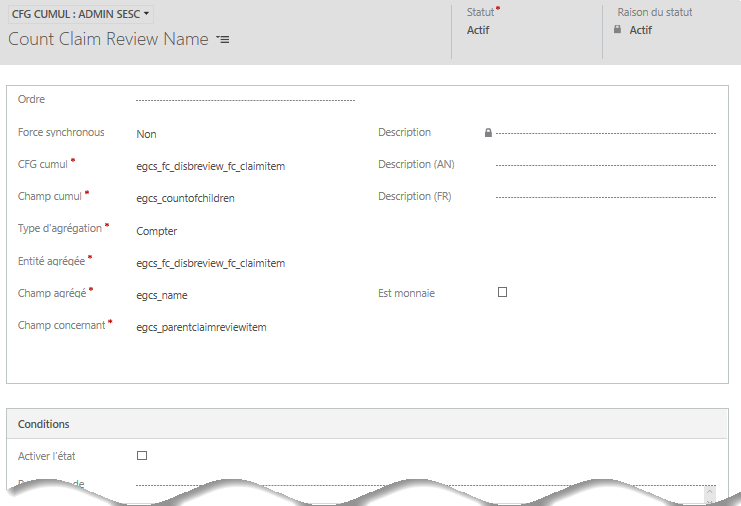 CFG CUMUL : ADMIN SESC
Count Claim Review Name
Statut*
Actif
Raison du statut
Actif
Ordre
Force synchronous Non
Description
CFG cumul * egcs_fc_disbreview_fc_claimitem
Description (AN)
Champ cumul * egcs_countofchildren
Description (FR)
Type d'agrégation * Compter
Entité agrégée * egcs_fc_disbreview_fc_claimitem
Champ agrégé * egcs_name
Est monnaie
Champ concernant * egcs_parentclaimreviewitem
Conditions
Activer l'état